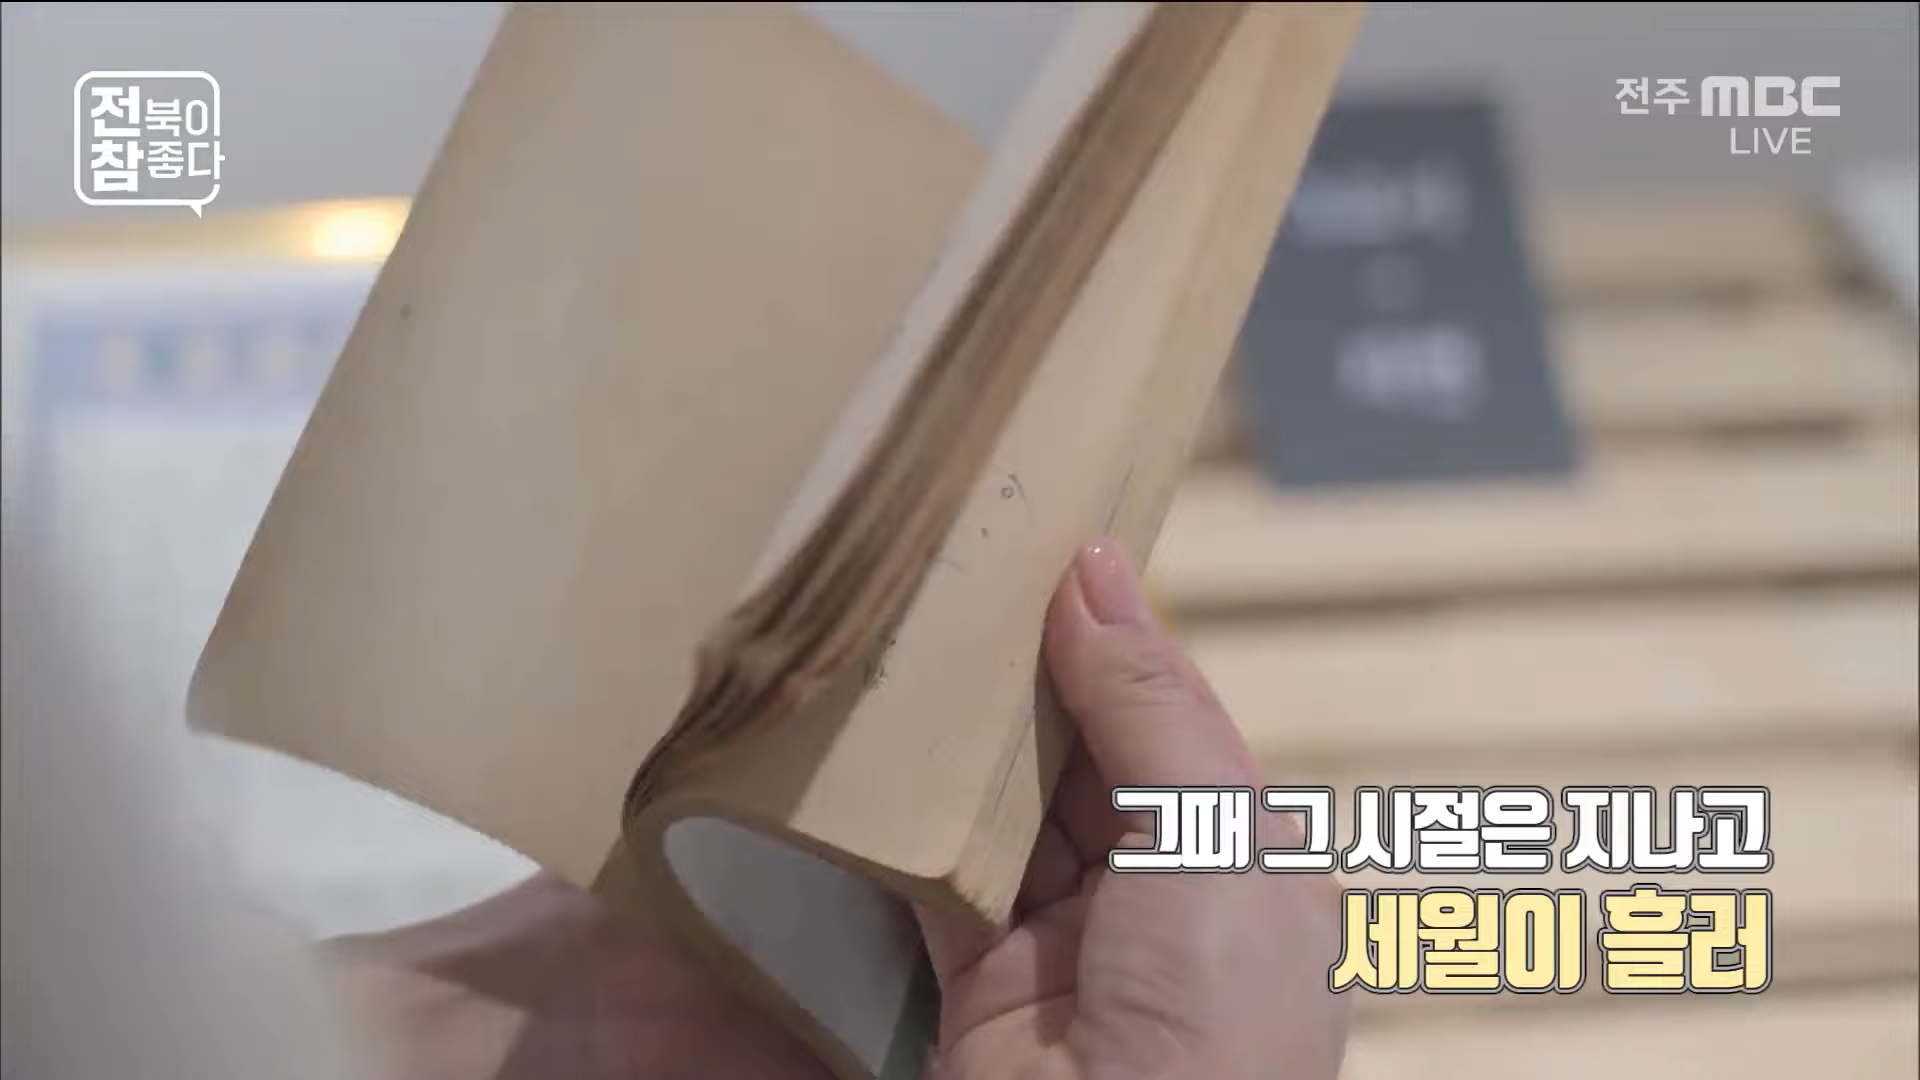 전북이
참좋다
전주 MBC
LIVE
그때 그 시절은 지나고
세월이 흘러